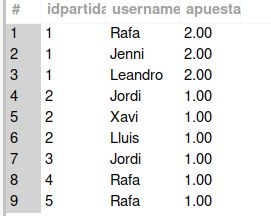 # idpartida username apuesta
1 1 Rafa 2.00
2 1 Jenni 2.00
3 1 Leandro 2.00
4 2 Jordi 1.00
5 2 Xavi 1.00
6 2 Lluis 1.00
7 3 Jordi 1.00
8 4 Rafa 1.00
9 5 Rafa 1.00